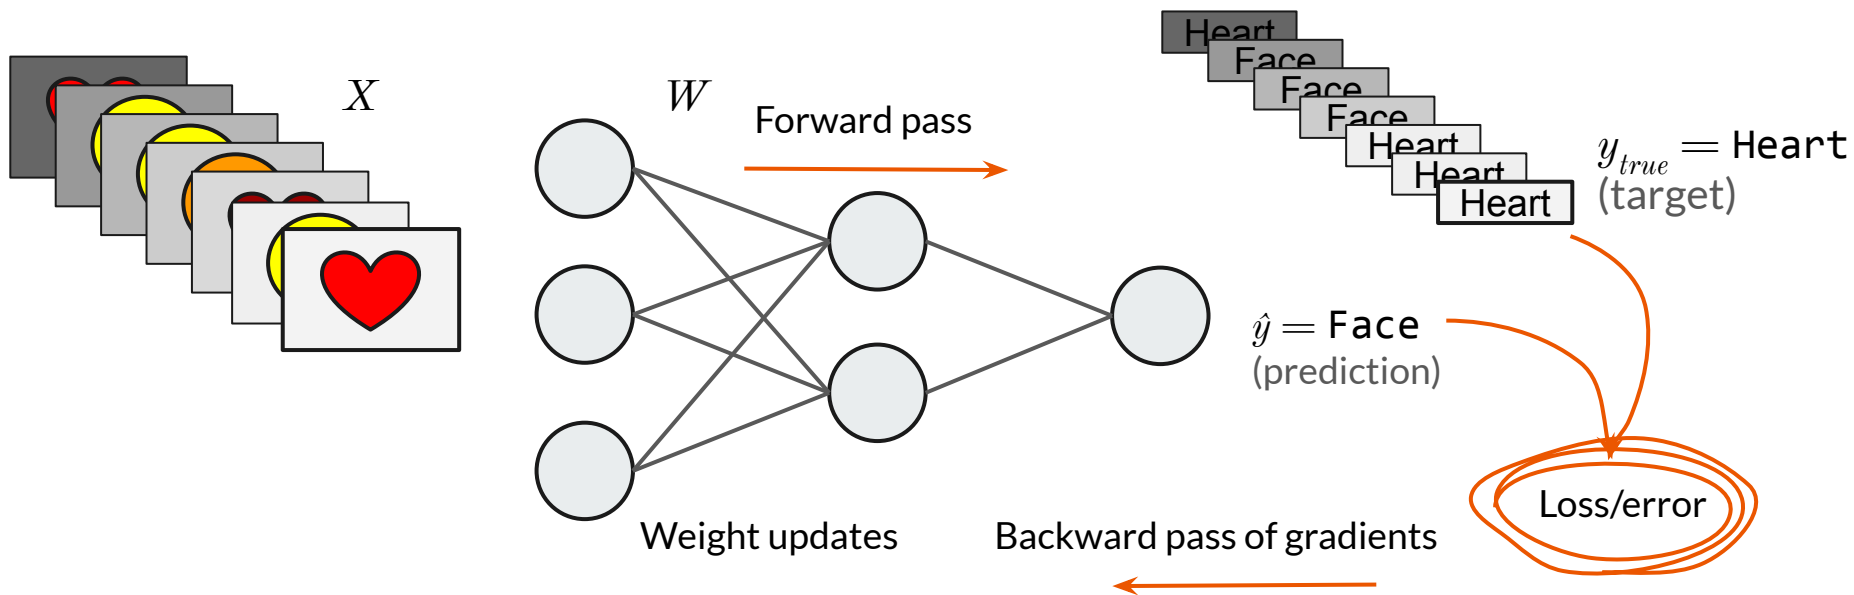 X
W
Forward pass
Heart
Face
Face
Face
Heart
Heart
Heart
y_true = Heart
(target)
ŷ = Face
(prediction)
Loss/error
Weight updates
Backward pass of gradients